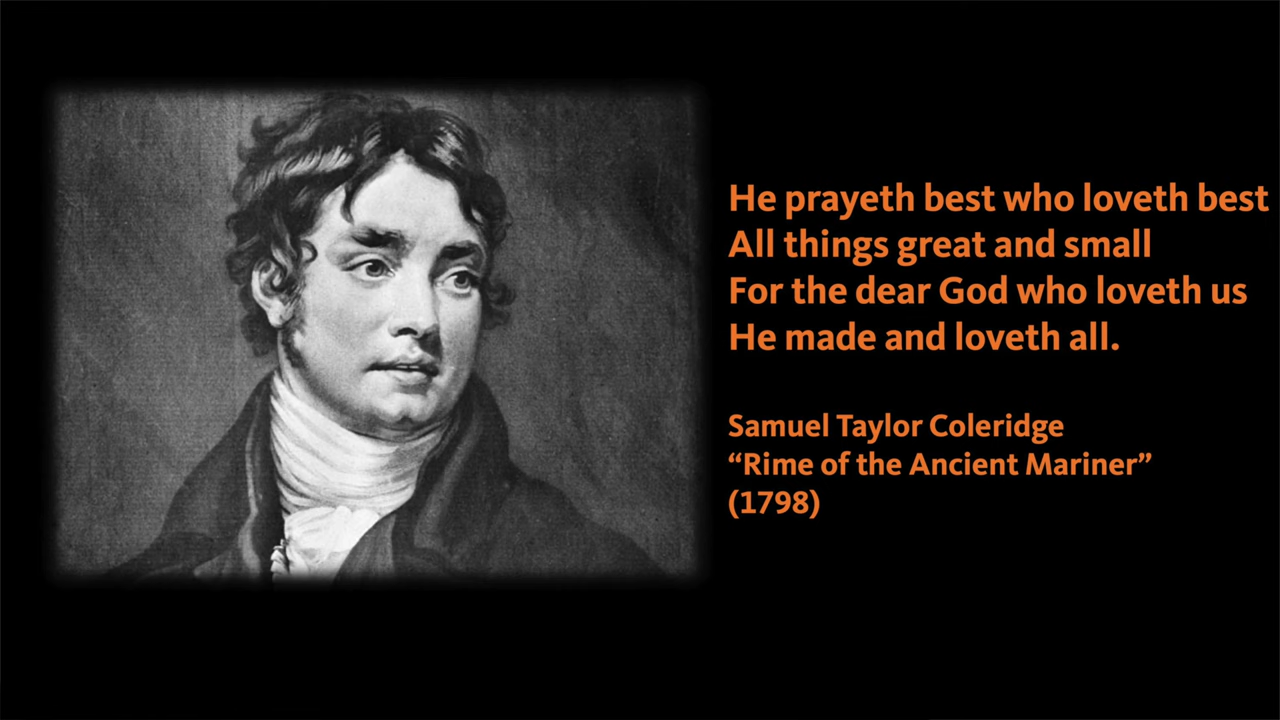 He prayeth best who loveth best
All things great and small
For the dear God who loveth us
He made and loveth all.
Samuel Taylor Coleridge
“Rime of the Ancient Mariner”
(1798)